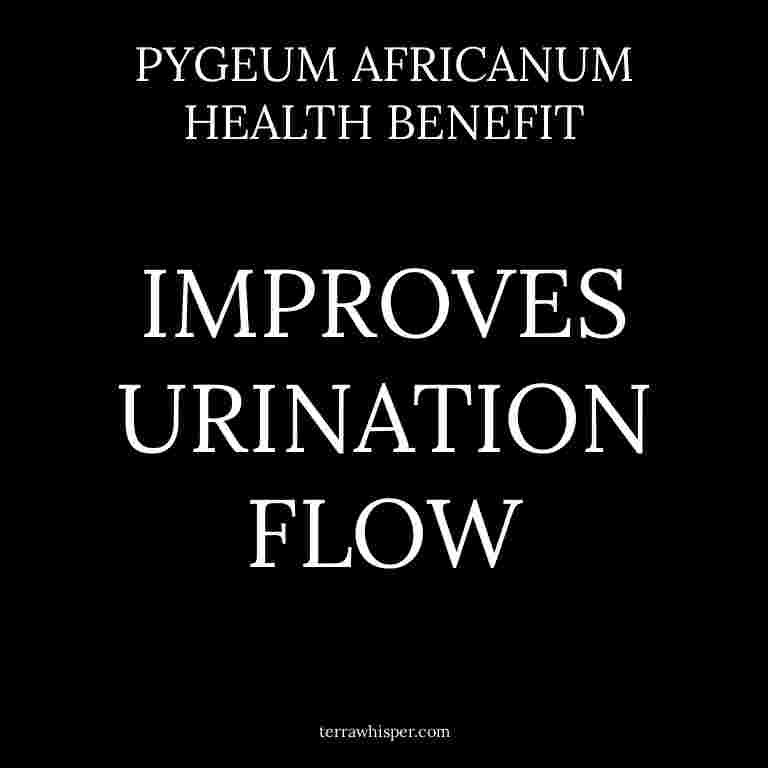 PYGEUM AFRICANUM
HEALTH BENEFIT
IMPROVES
URINATION
FLOW
terrawhisper.com